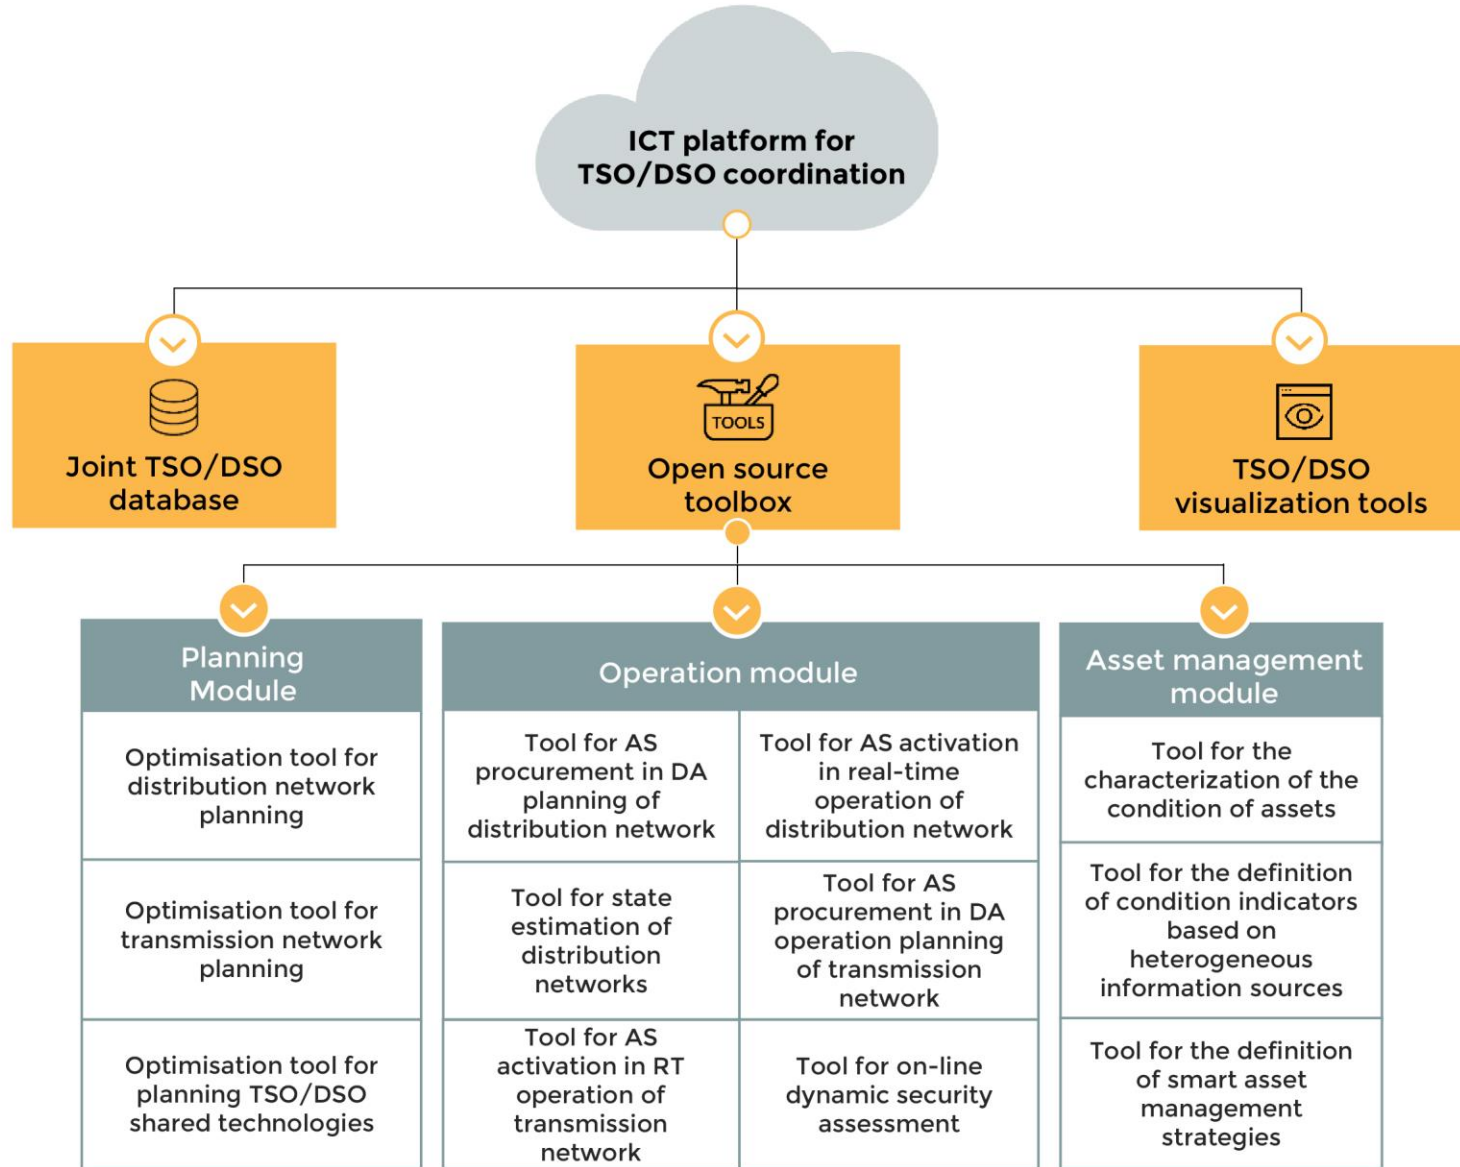 ICT platform for
TSO/DSO coordination
Joint TSO/DSO
database
TOOLS
Open source
toolbox
TSO/DSO
visualization tools
Planning
Module
Optimisation tool for
distribution network
planning
Optimisation tool for
transmission network
planning
Optimisation tool for
planning TSO/DSO
shared technologies
Operation module
Tool for AS
procurement in DA
planning of
distribution network
Tool for AS activation
in real-time
operation of
distribution network
Tool for state
estimation of
distribution
networks
Tool for AS
procurement in DA
operation planning
of transmission
network
Tool for AS
activation in RT
operation of
transmission
network
Tool for on-line
dynamic security
assessment
Asset management
module
Tool for the
characterization of the
condition of assets
Tool for the definition
of condition indicators
based on
heterogeneous
information sources
Tool for the definition
of smart asset
management
strategies